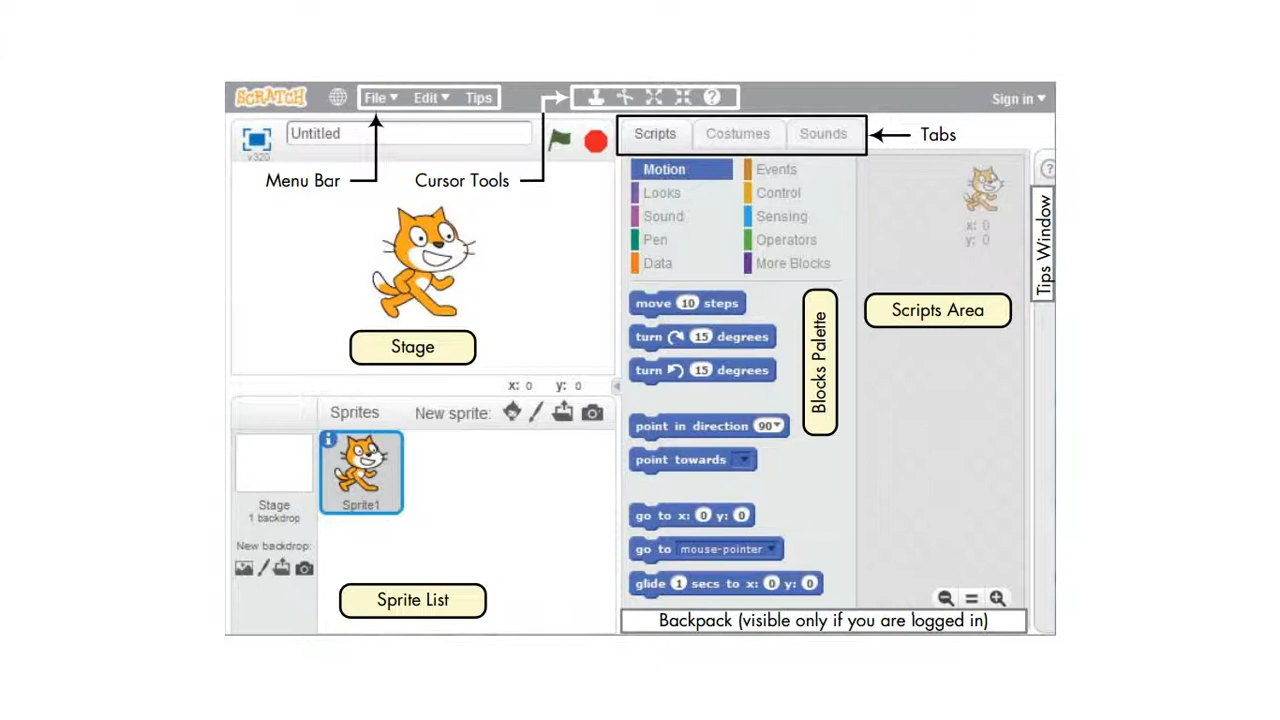 SCRATCH File Edit Tips Sign in
v320 Untitled
Scripts Costumes Sounds
Tabs
Menu Bar
Cursor Tools
Motion Events
Looks Control
Sound Sensing
Pen Operators
Data More Blocks
x: 0
y: 0
Tips Window
?
move 10 steps
turn 15 degrees
turn 15 degrees
point in direction 90
point towards
go to x: 0 y: 0
go to mouse-pointer
glide 1 secs to x: 0 y: 0
Blocks Palette
Scripts Area
Stage
x: 0 y: 0
Sprites New sprite:
Sprite1
Stage
1 backdrop
New backdrop:
Sprite List
Backpack (visible only if you are logged in)